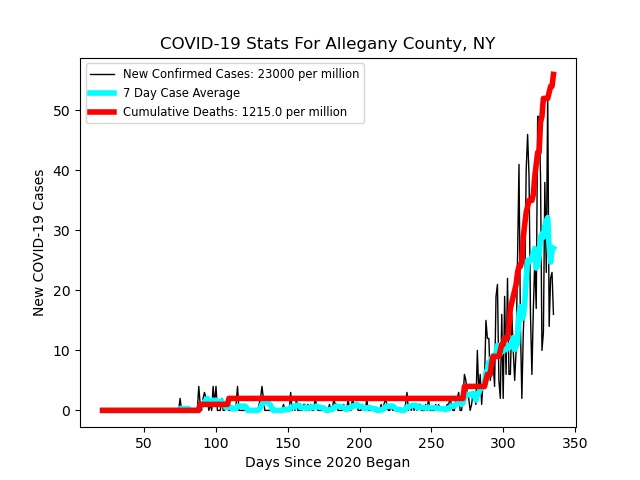 COVID-19 Stats For Allegany County, NY
New Confirmed Cases: 23000 per million
7 Day Case Average
Cumulative Deaths: 1215.0 per million
New COVID-19 Cases
50
40
30
20
10
0
50 100 150 200 250 300 350
Days Since 2020 Began